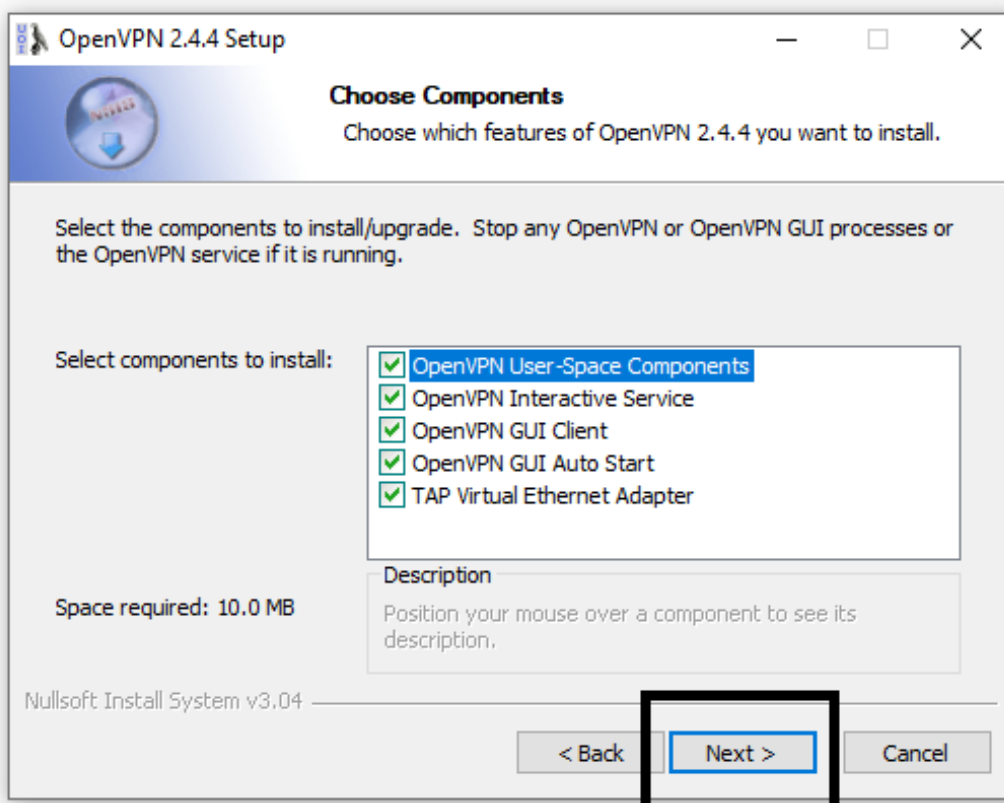 OpenVPN 2.4.4 Setup
Choose Components
Choose which features of OpenVPN 2.4.4 you want to install.
Select the components to install/upgrade. Stop any OpenVPN or OpenVPN GUI processes or
the OpenVPN service if it is running.
Select components to install:
OpenVPN User-Space Components
OpenVPN Interactive Service
OpenVPN GUI Client
OpenVPN GUI Auto Start
TAP Virtual Ethernet Adapter
Space required: 10.0 MB
Description
Position your mouse over a component to see its
description.
Nullsoft Install System v3.04
< Back
Next >
Cancel